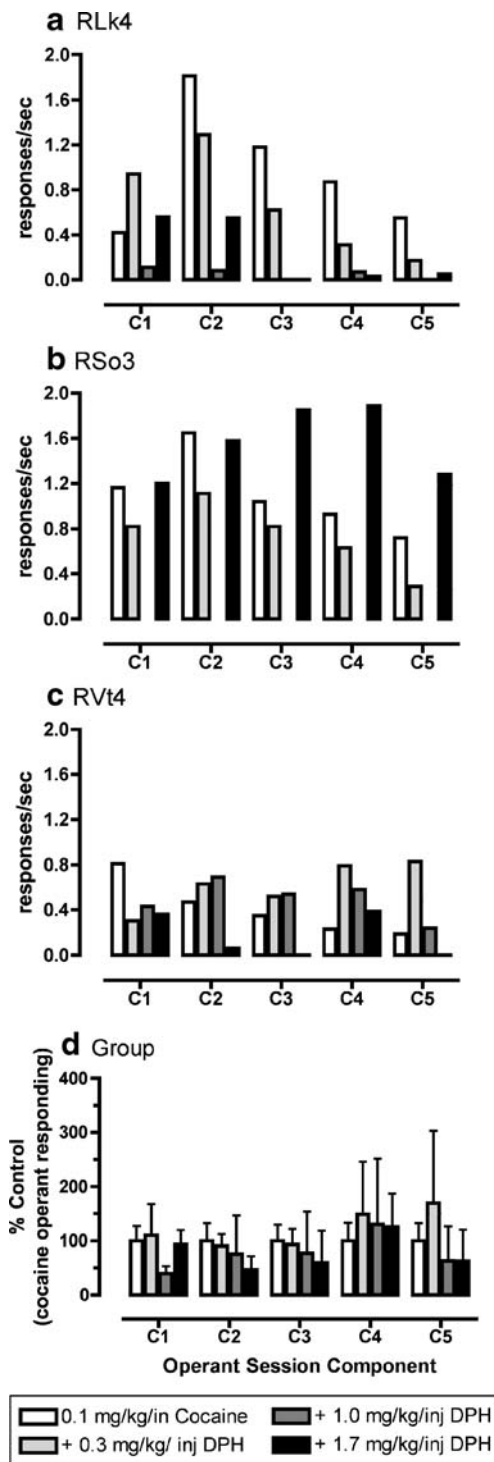 a RLk4
responses/sec
2.0
1.6
1.2
0.8
0.4
0.0
C1 C2 C3 C4 C5
b RSo3
responses/sec
2.0
1.6
1.2
0.8
0.4
0.0
C1 C2 C3 C4 C5
c RVt4
responses/sec
2.0
1.6
1.2
0.8
0.4
0.0
C1 C2 C3 C4 C5
d Group
% Control
(cocaine operant responding)
400
300
200
100
0
C1 C2 C3 C4 C5
Operant Session Component
0.1 mg/kg/in Cocaine
+ 1.0 mg/kg/inj DPH
+ 0.3 mg/kg/ inj DPH
+ 1.7 mg/kg/inj DPH